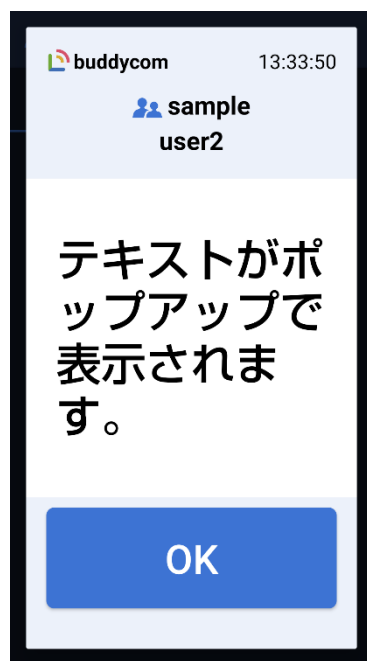 buddycom 13:33:50
sample
user2
テキストがポ
ップアップで
表示されま
す。
OK